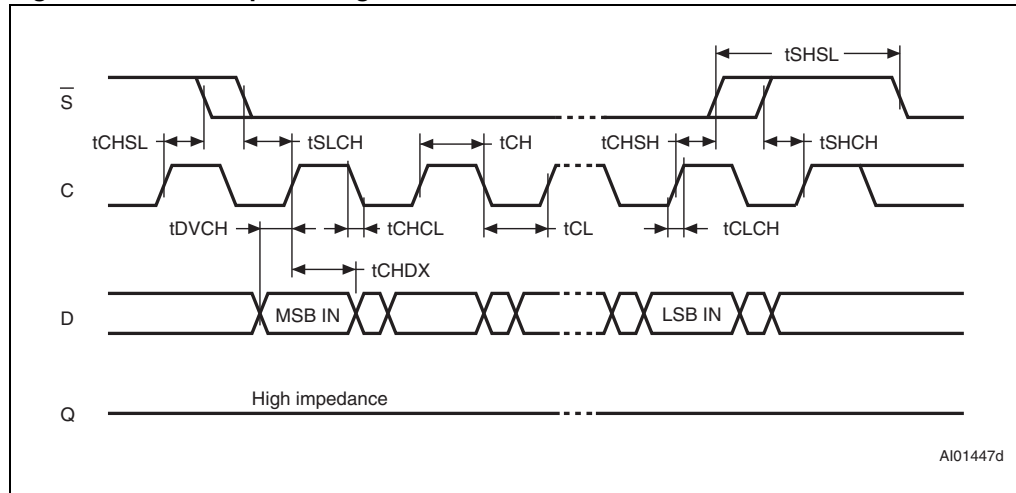 tSHSL
S̅
tCHSL
tSLCH
tCH
tCHSH
tSHCH
C
tDVCH
tCHCL
tCL
tCLCH
tCHDX
D
MSB IN
LSB IN
High impedance
Q
AI01447d